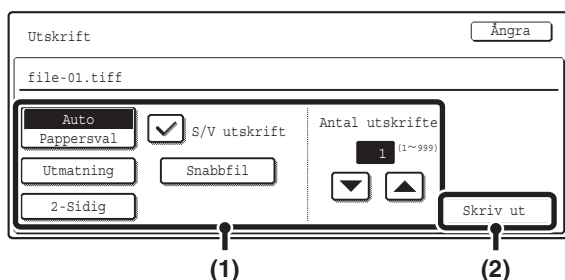 Utskrift
Ångra
file-01.tiff
Auto
Pappersval
S/V utskrift
Antal utskrifte
1 (1~999)
Utmatning
Snabbfil
2-Sidig
Skriv ut
(1)
(2)